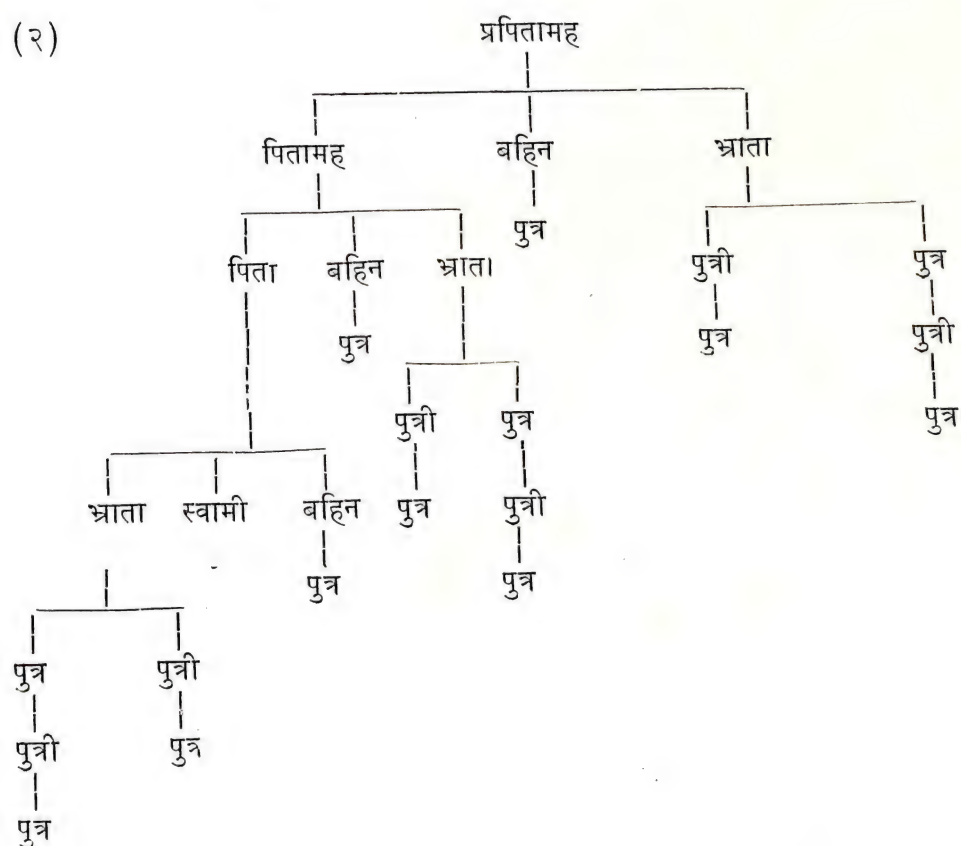 (२)
प्रपितामह
पितामह बहिन भ्राता
पुत्र
पिता बहिन भ्राता पुत्री पुत्र
पुत्र पुत्र पुत्री
पुत्री पुत्र पुत्र
भ्राता स्वामी बहिन पुत्र पुत्री
पुत्र पुत्र
पुत्र पुत्री
पुत्री पुत्र
पुत्र